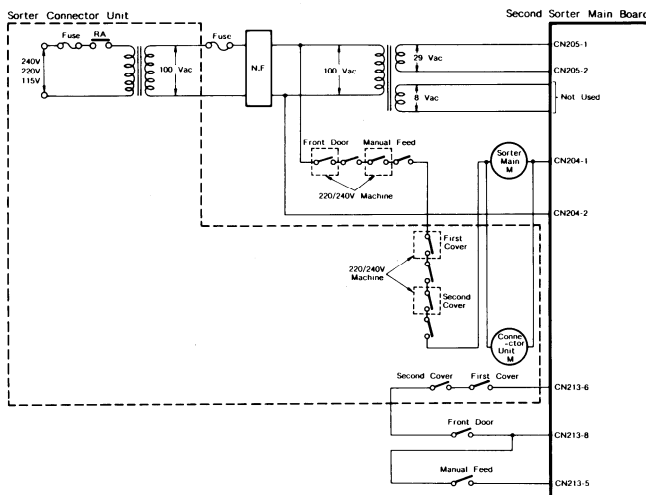 Sorter Connector Unit
Second Sorter Main Board
Fuse
RA
Fuse
240V
220V
115V
100 Vac
N.F
100 Vac
29 Vac
8 Vac
CN205-1
CN205-2
Not Used
Front Door
Manual Feed
220/240V Machine
Sorter
Main
M
CN204-1
CN204-2
First
Cover
220/240V
Machine
Second
Cover
Conne
-ctor
Unit
M
Second Cover
First Cover
CN213-6
Front Door
CN213-8
Manual Feed
CN213-5